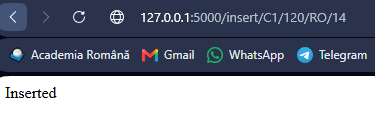 127.0.0.1:5000/insert/C1/120/RO/14
Academia Română Gmail WhatsApp Telegram
Inserted